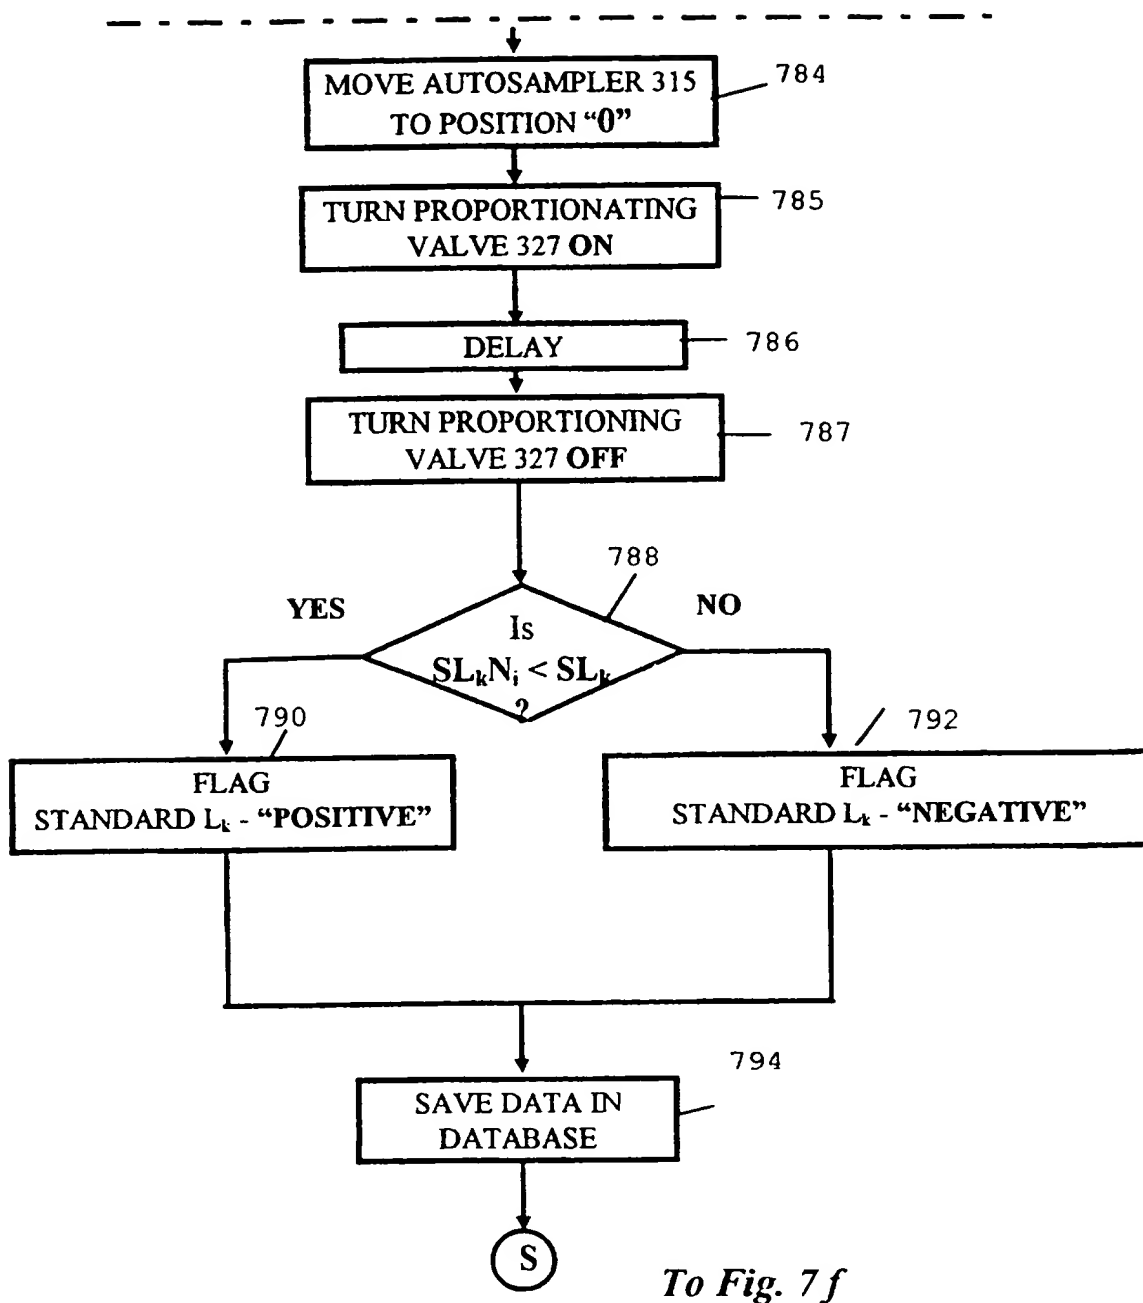 MOVE AUTOSAMPLER 315
TO POSITION “0”
784
TURN PROPORTIONATING
VALVE 327 ON
785
DELAY
786
TURN PROPORTIONING
VALVE 327 OFF
787
788
YES
NO
Is
SLₖNᵢ < SLₖ
?
790
792
FLAG
STANDARD Lₖ - “POSITIVE”
FLAG
STANDARD Lₖ - “NEGATIVE”
794
SAVE DATA IN
DATABASE
S
To Fig. 7f